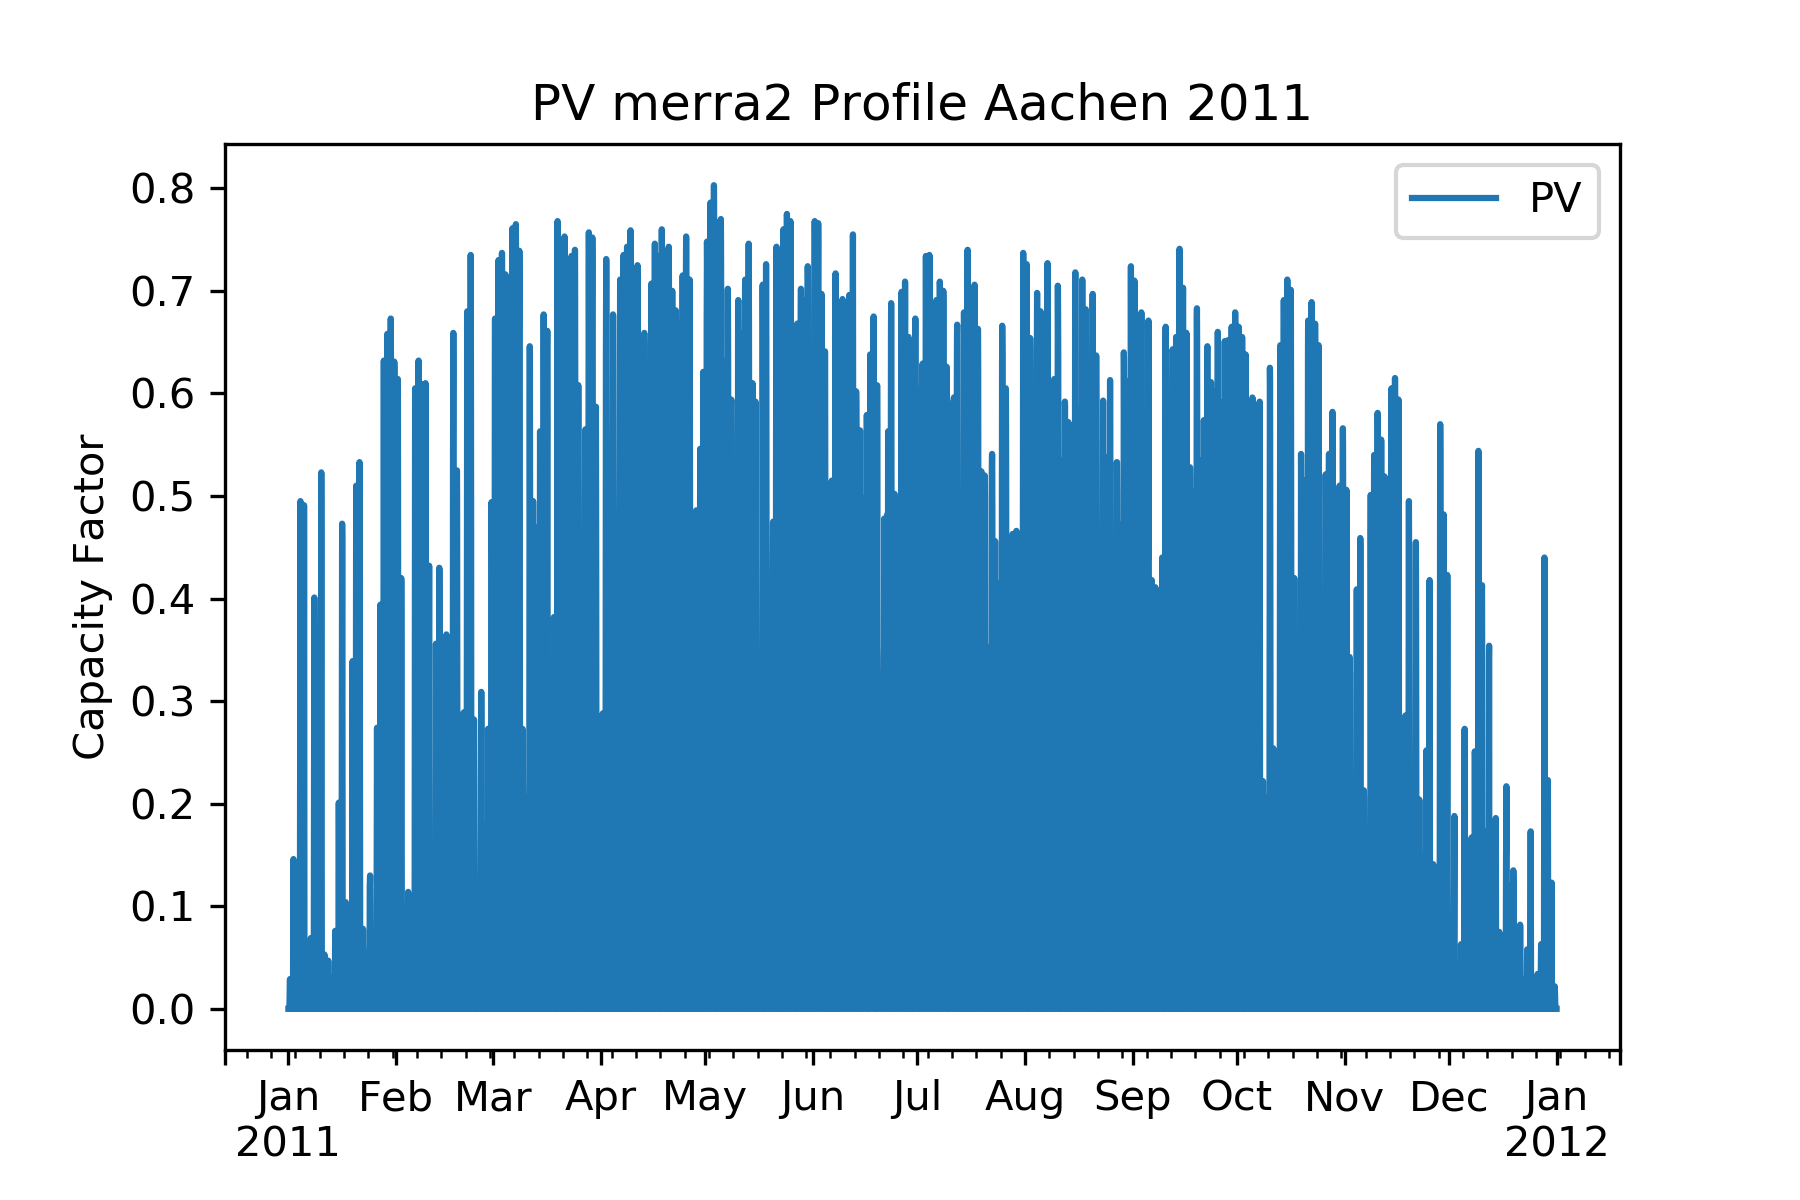 PV merra2 Profile Aachen 2011
PV
0.8
0.7
0.6
0.5
0.4
0.3
0.2
0.1
0.0
Capacity Factor
Jan Feb Mar Apr May Jun Jul Aug Sep Oct Nov Dec Jan
2011 2012